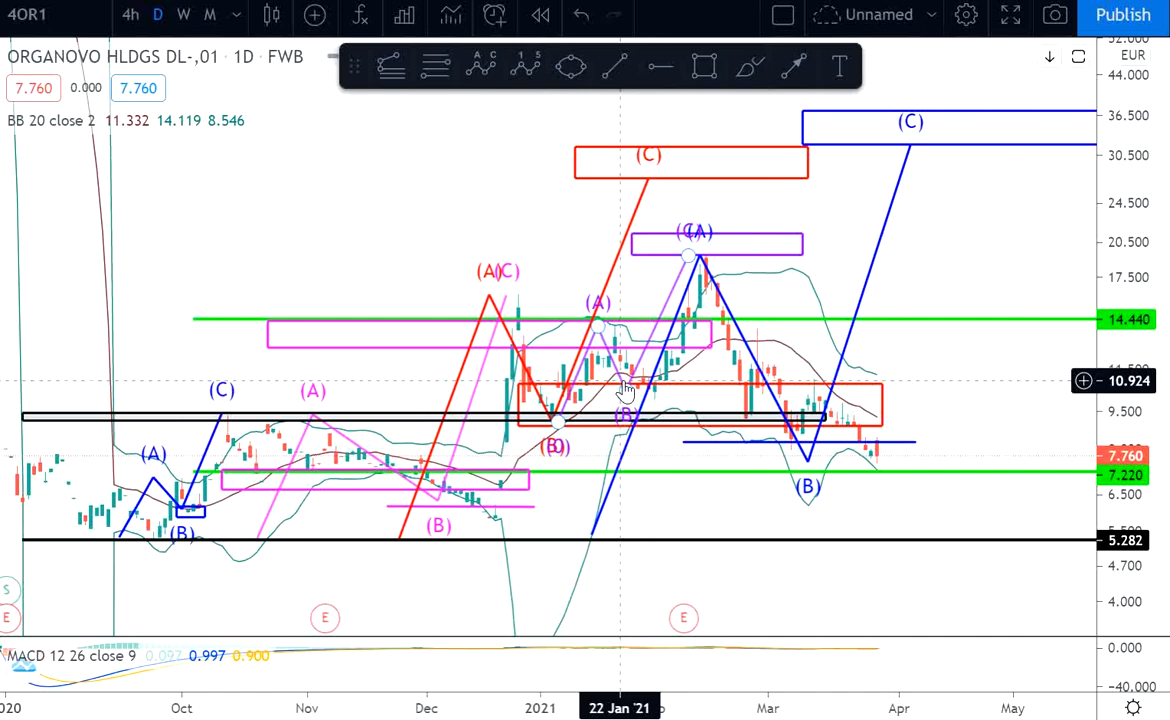 4OR1 4h D W M Unnamed Publish
ORGANOVO HLDGS DL-,01 · 1D · FWB
EUR
A C
1 5
T
44.000
7.760 0.000 7.760
BB 20 close 2 11.332 14.119 8.546
36.500
(C)
30.500
(C)
24.500
20.500
(A)
17.500
(A) (C)
(A)
14.440
10.924
9.500
(C)
(A)
(B)
(B)
(A)
7.760
7.220
6.500
(B)
(B)
(B)
5.282
4.700
4.000
S
E
E
E
MACD 12 26 close 9 0.097 0.997 0.900
0.000
-40.000
2020 Oct Nov Dec 2021 22 Jan '21 Mar Apr May